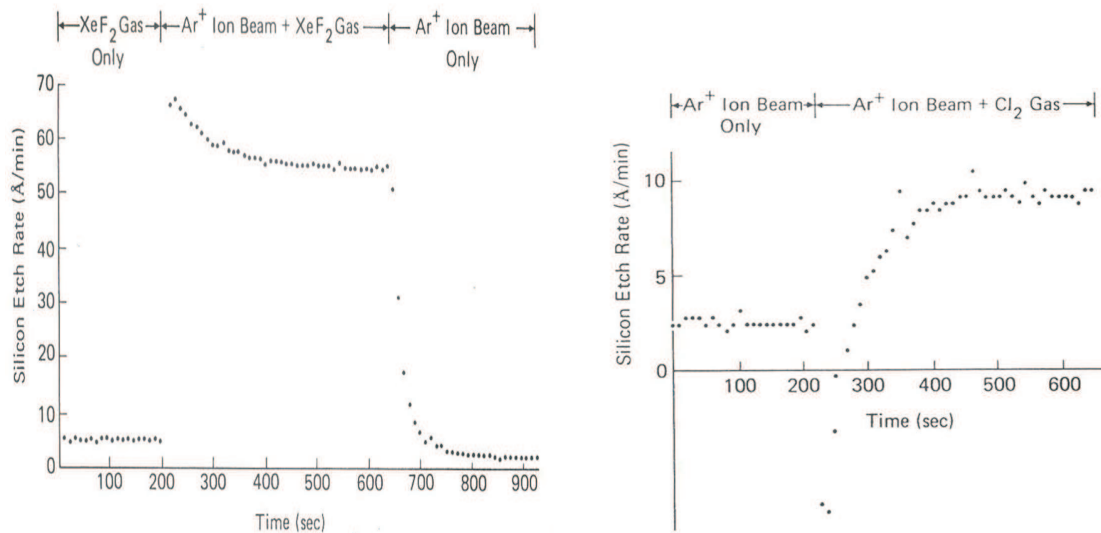 XeF2 Gas Only
Ar+ Ion Beam + XeF2 Gas
Ar+ Ion Beam Only
70
60
50
40
30
20
10
0
Silicon Etch Rate (Å/min)
100 200 300 400 500 600 700 800 900
Time (sec)
Ar+ Ion Beam Only
Ar+ Ion Beam + Cl2 Gas
10
5
0
Silicon Etch Rate (Å/min)
100 200 300 400 500 600
Time (sec)